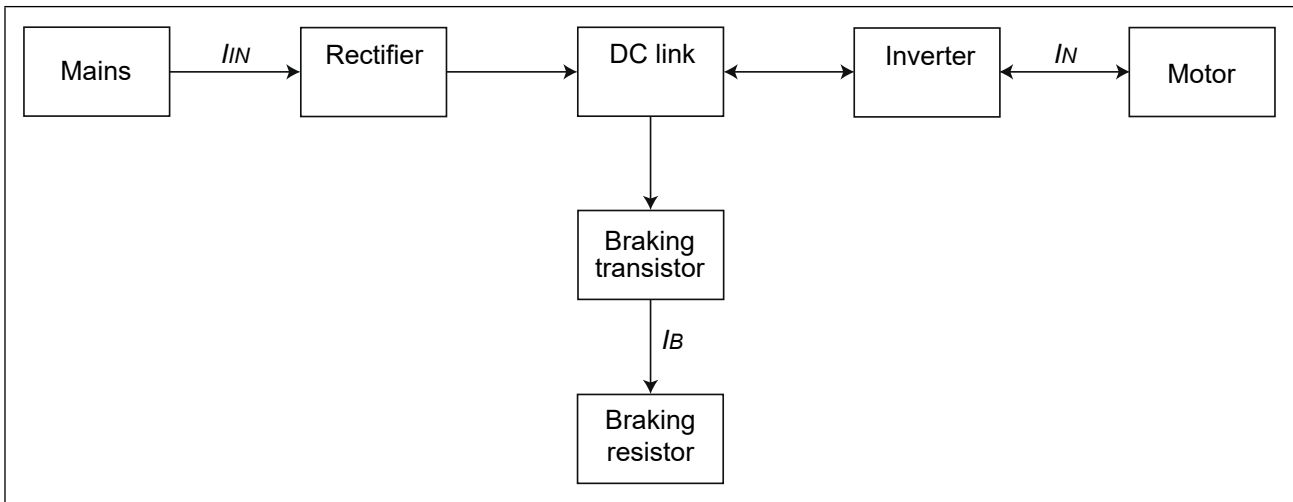 Mains
IIN
Rectifier
DC link
Inverter
IN
Motor
Braking
transistor
IB
Braking
resistor